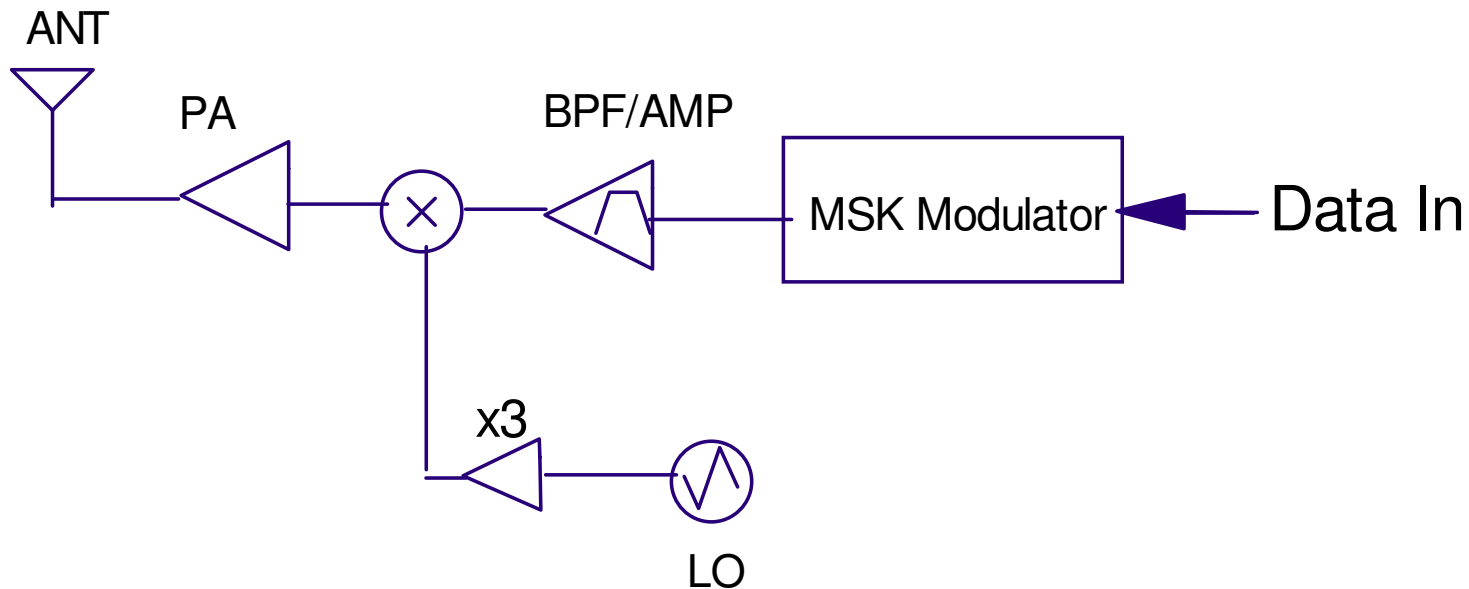 ANT
PA
BPF/AMP
MSK Modulator
Data In
x3
LO